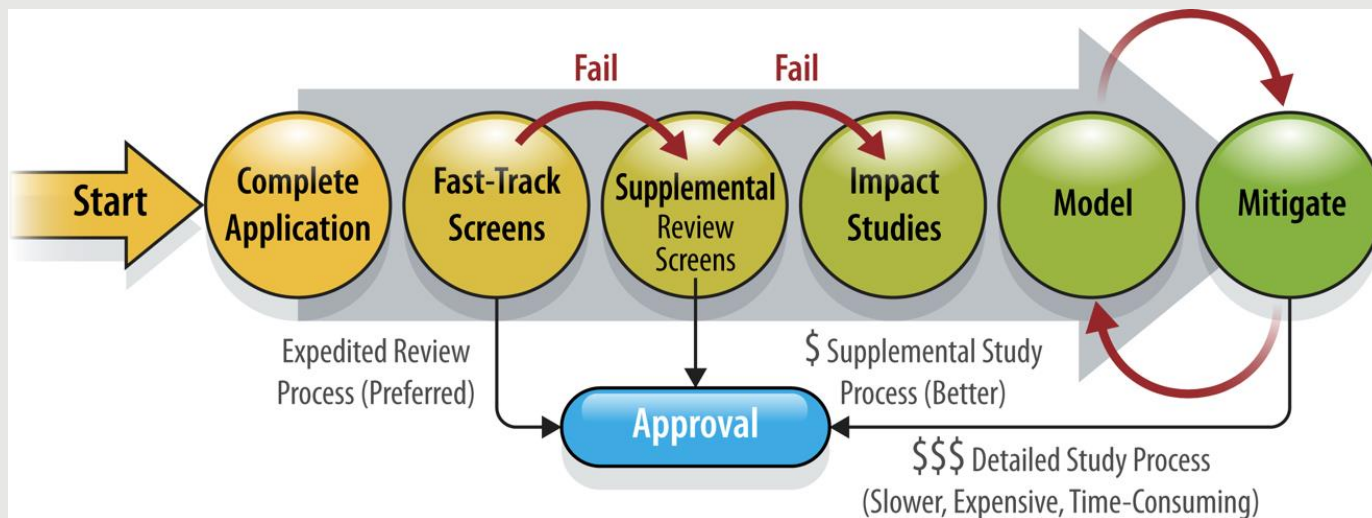 Fail
Fail
Start
Complete
Application
Fast-Track
Screens
Supplemental
Review
Screens
Impact
Studies
Model
Mitigate
Expedited Review
Process (Preferred)
$ Supplemental Study
Process (Better)
Approval
$$$ Detailed Study Process
(Slower, Expensive, Time-Consuming)